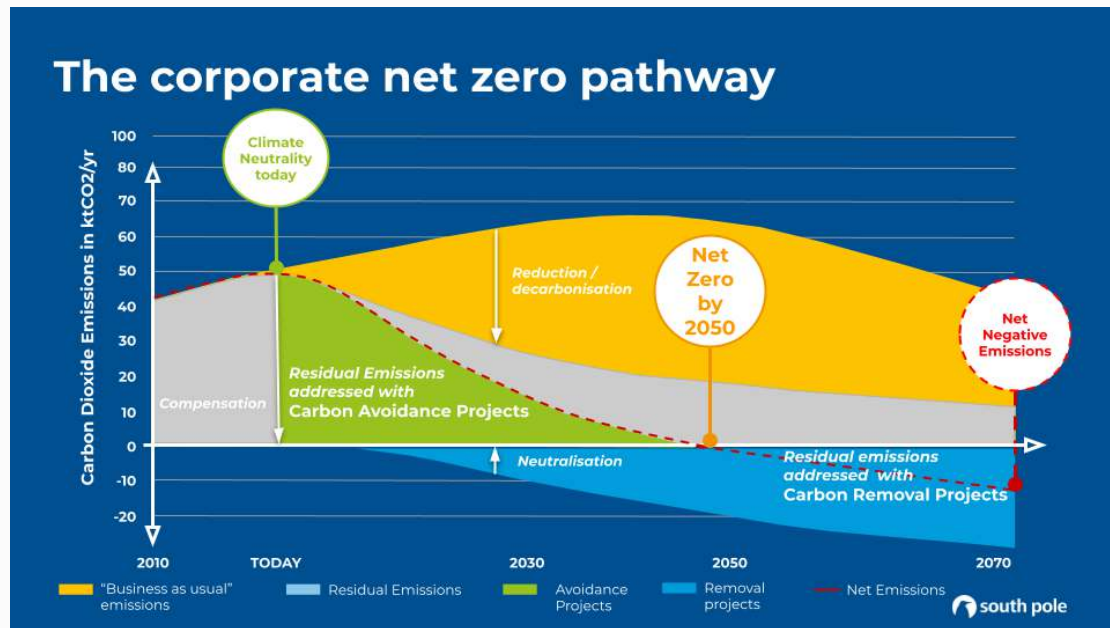 The corporate net zero pathway
Carbon Dioxide Emissions in ktCO2/yr
100
80
70
60
50
40
30
20
10
0
-10
-20
Climate
Neutrality
today
Reduction /
decarbonisation
Net
Zero
by
2050
Net
Negative
Emissions
Compensation
Residual Emissions
addressed with
Carbon Avoidance Projects
Neutralisation
Residual emissions
addressed with
Carbon Removal Projects
2010
TODAY
2030
2050
2070
"Business as usual"
emissions
Residual Emissions
Avoidance
Projects
Removal
projects
Net Emissions
south pole